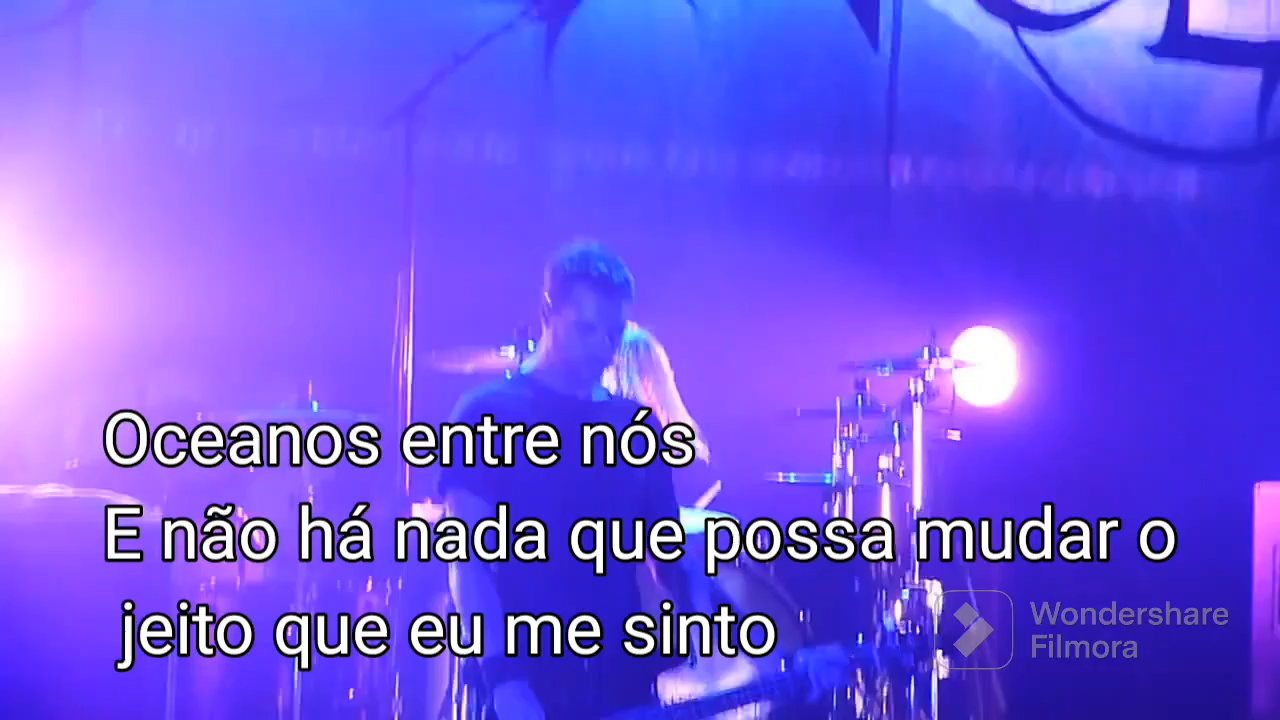 Oceanos entre nós
E não há nada que possa mudar o
jeito que eu me sinto
Wondershare
Filmora